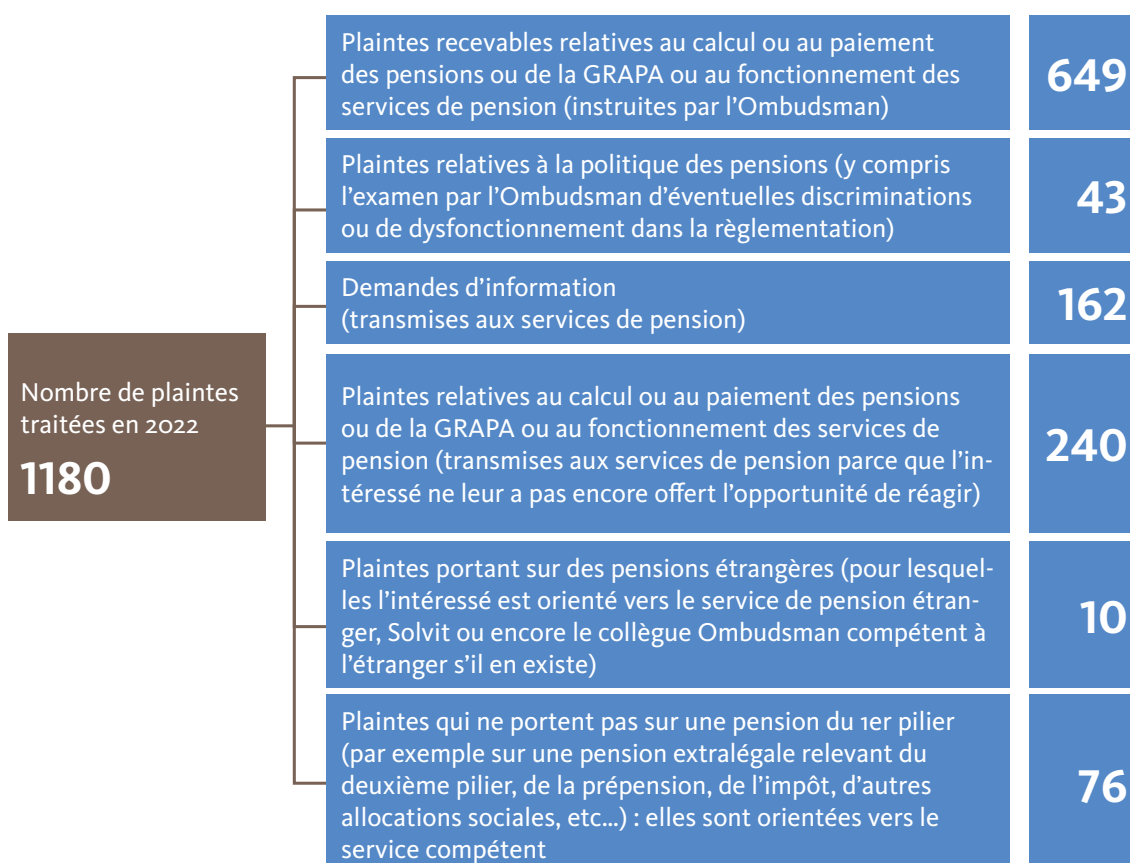 Plaintes recevables relatives au calcul ou au paiement
des pensions ou de la GRAPA ou au fonctionnement des
services de pension (instruites par l'Ombudsman)
649
Plaintes relatives à la politique des pensions (y compris
l'examen par l'Ombudsman d'éventuelles discriminations
ou de dysfonctionnement dans la règlementation)
43
Demandes d'information
(transmises aux services de pension)
162
Nombre de plaintes
traitées en 2022
1180
Plaintes relatives au calcul ou au paiement des pensions
ou de la GRAPA ou au fonctionnement des services de
pension (transmises aux services de pension parce que l'in-
téressé ne leur a pas encore offert l'opportunité de réagir)
240
Plaintes portant sur des pensions étrangères (pour lesquel-
les l'intéressé est orienté vers le service de pension étran-
ger, Solvit ou encore le collègue Ombudsman compétent à
l'étranger s'il en existe)
10
Plaintes qui ne portent pas sur une pension du 1er pilier
(par exemple sur une pension extralégale relevant du
deuxième pilier, de la prépension, de l'impôt, d'autres
allocations sociales, etc...) : elles sont orientées vers le
service compétent
76